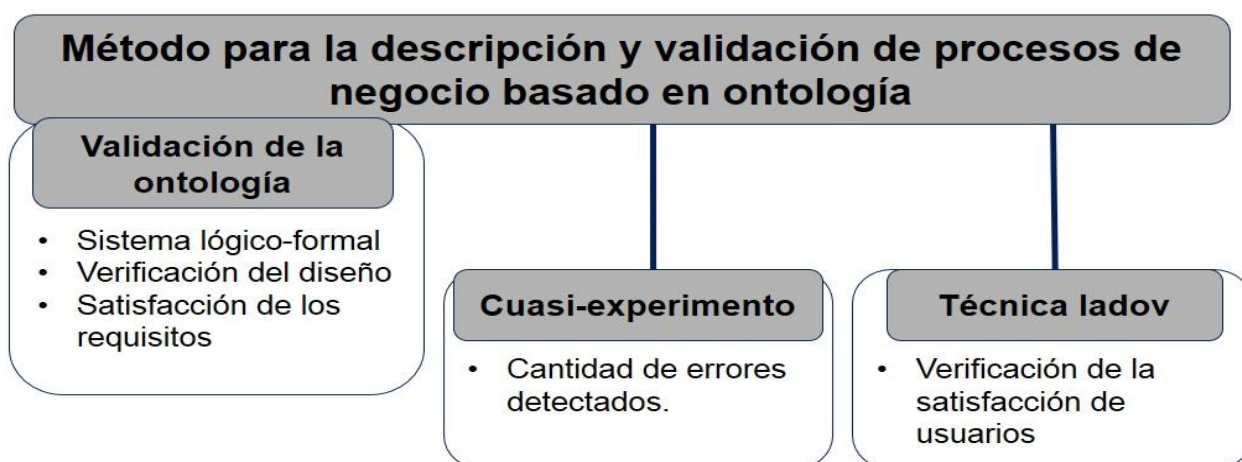 Método para la descripción y validación de procesos de
negocio basado en ontología
Validación de la
ontología
• Sistema lógico-formal
• Verificación del diseño
• Satisfacción de los
requisitos
Cuasi-experimento
• Cantidad de errores
detectados.
Técnica Iadov
• Verificación de la
satisfacción de
usuarios